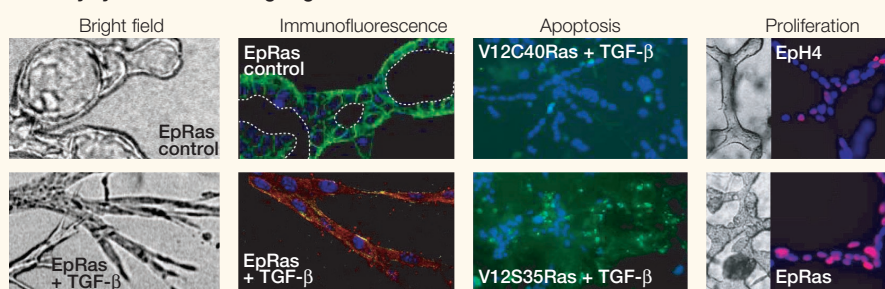 Bright field
Immunofluorescence
Apoptosis
Proliferation
EpRas
control
EpRas
control
V12C40Ras + TGF-β
EpH4
EpRas
+ TGF-β
EpRas
+ TGF-β
V12S35Ras + TGF-β
EpRas